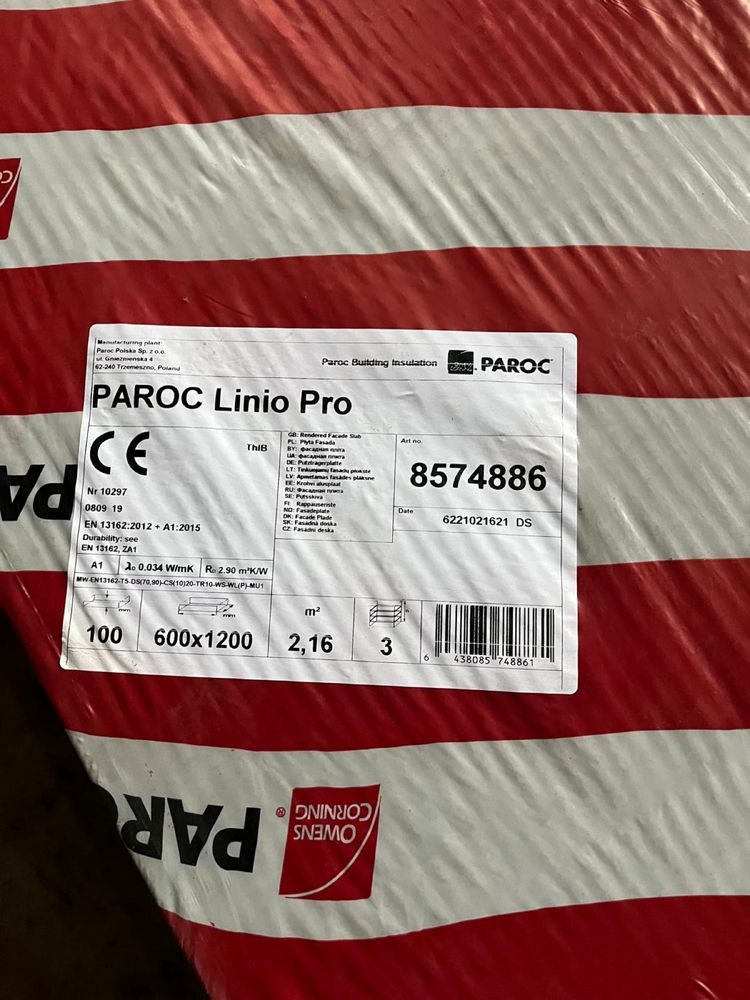 CO
Manufacturing plant:
Paroc Polska Sp. z o.o.
ul. Gnieźnieńska 4
62-240 Trzemeszno, Poland
Paroc Building Insulation
PAROC
PAROC Linio Pro
CE
ThIB
Nr 10297
0809 19
EN 13162:2012 + A1:2015
Durability: see
EN 13162, ZA1
A1 λD 0.034 W/mK RD 2.90 m²K/W
MW-EN13162-T5-DS(70,90)-CS(10)20-TR10-WS-WL(P)-MU1
GB: Rendered Facade Slab
PL: Płyta Fasada
BY: фасадная пліта
UA: фасадная плита
DE: Putzträgerplatte
LT: Tinkuojamų fasadų plokštė
LV: Apmetamas fasādes plāksne
EE: Krohvi alusplaat
RU: Фасадная плита
SE: Putsskiva
FI: Rappauseriste
NO: Fasadeplate
DK: Facade Plade
SK: Fasádna doska
CZ: Fasádní deska
Art no.
8574886
Date
6221021621 DS
mm
100
mm
600x1200
m²
2,16
3
6 438085 748861
PA
PAROC
®
OWENS
CORNING